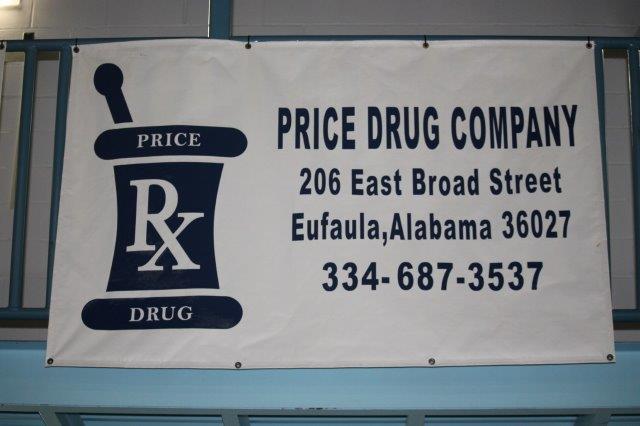 PRICE
Rx
DRUG
PRICE DRUG COMPANY
206 East Broad Street
Eufaula,Alabama 36027
334-687-3537